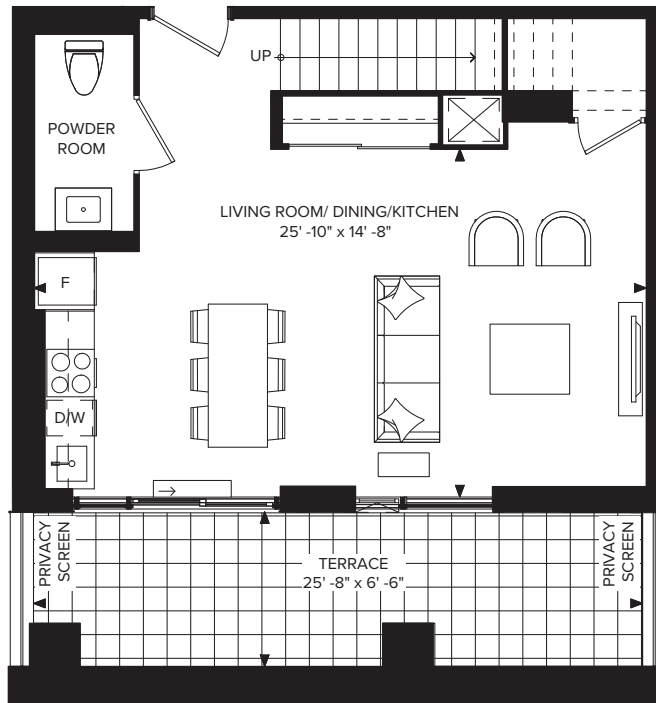 UP
POWDER
ROOM
LIVING ROOM/ DINING/KITCHEN
25' -10" x 14' -8"
F
D/W
PRIVACY
SCREEN
TERRACE
25' -8" x 6' -6"
PRIVACY
SCREEN